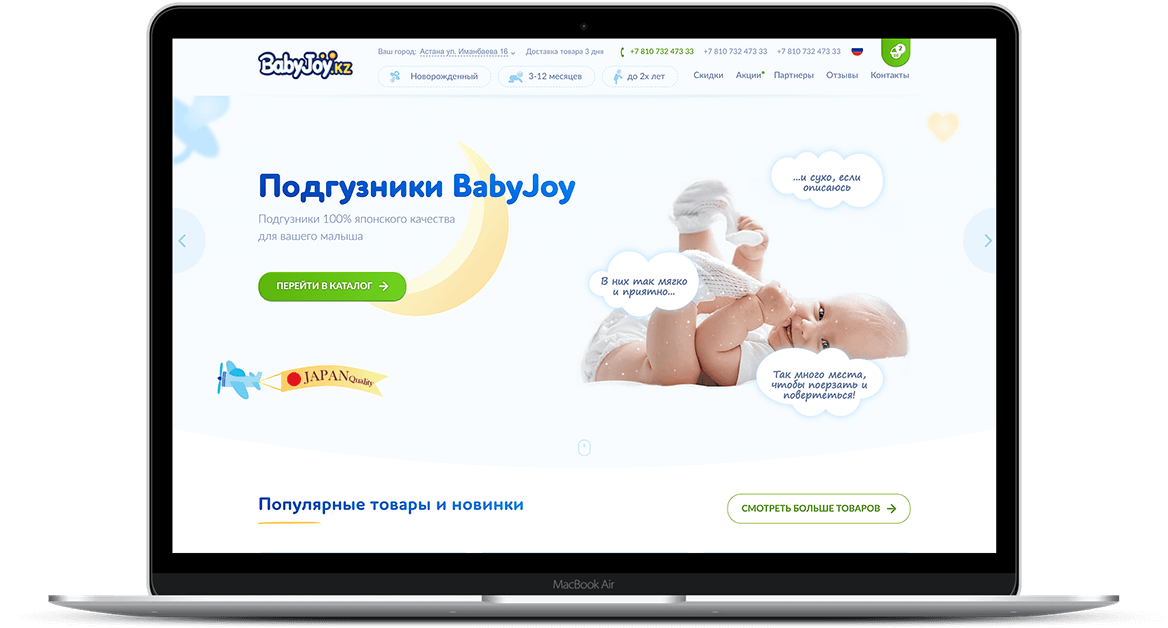 BabyJoy.KZ
Ваш город: Астана ул. Иманбаева 16
Доставка товара 3 дня
+7 810 732 473 33
+7 810 732 473 33
+7 810 732 473 33
Новорожденный
3-12 месяцев
до 2х лет
Скидки
Акции
Партнеры
Отзывы
Контакты
Подгузники BabyJoy
Подгузники 100% японского качества
для вашего малыша
ПЕРЕЙТИ В КАТАЛОГ
...и сухо, если
описаюсь
В них так мягко
и приятно...
Так много места,
чтобы поерзать и
повертеться!
JAPAN Quality
Популярные товары и новинки
СМОТРЕТЬ БОЛЬШЕ ТОВАРОВ
MacBook Air